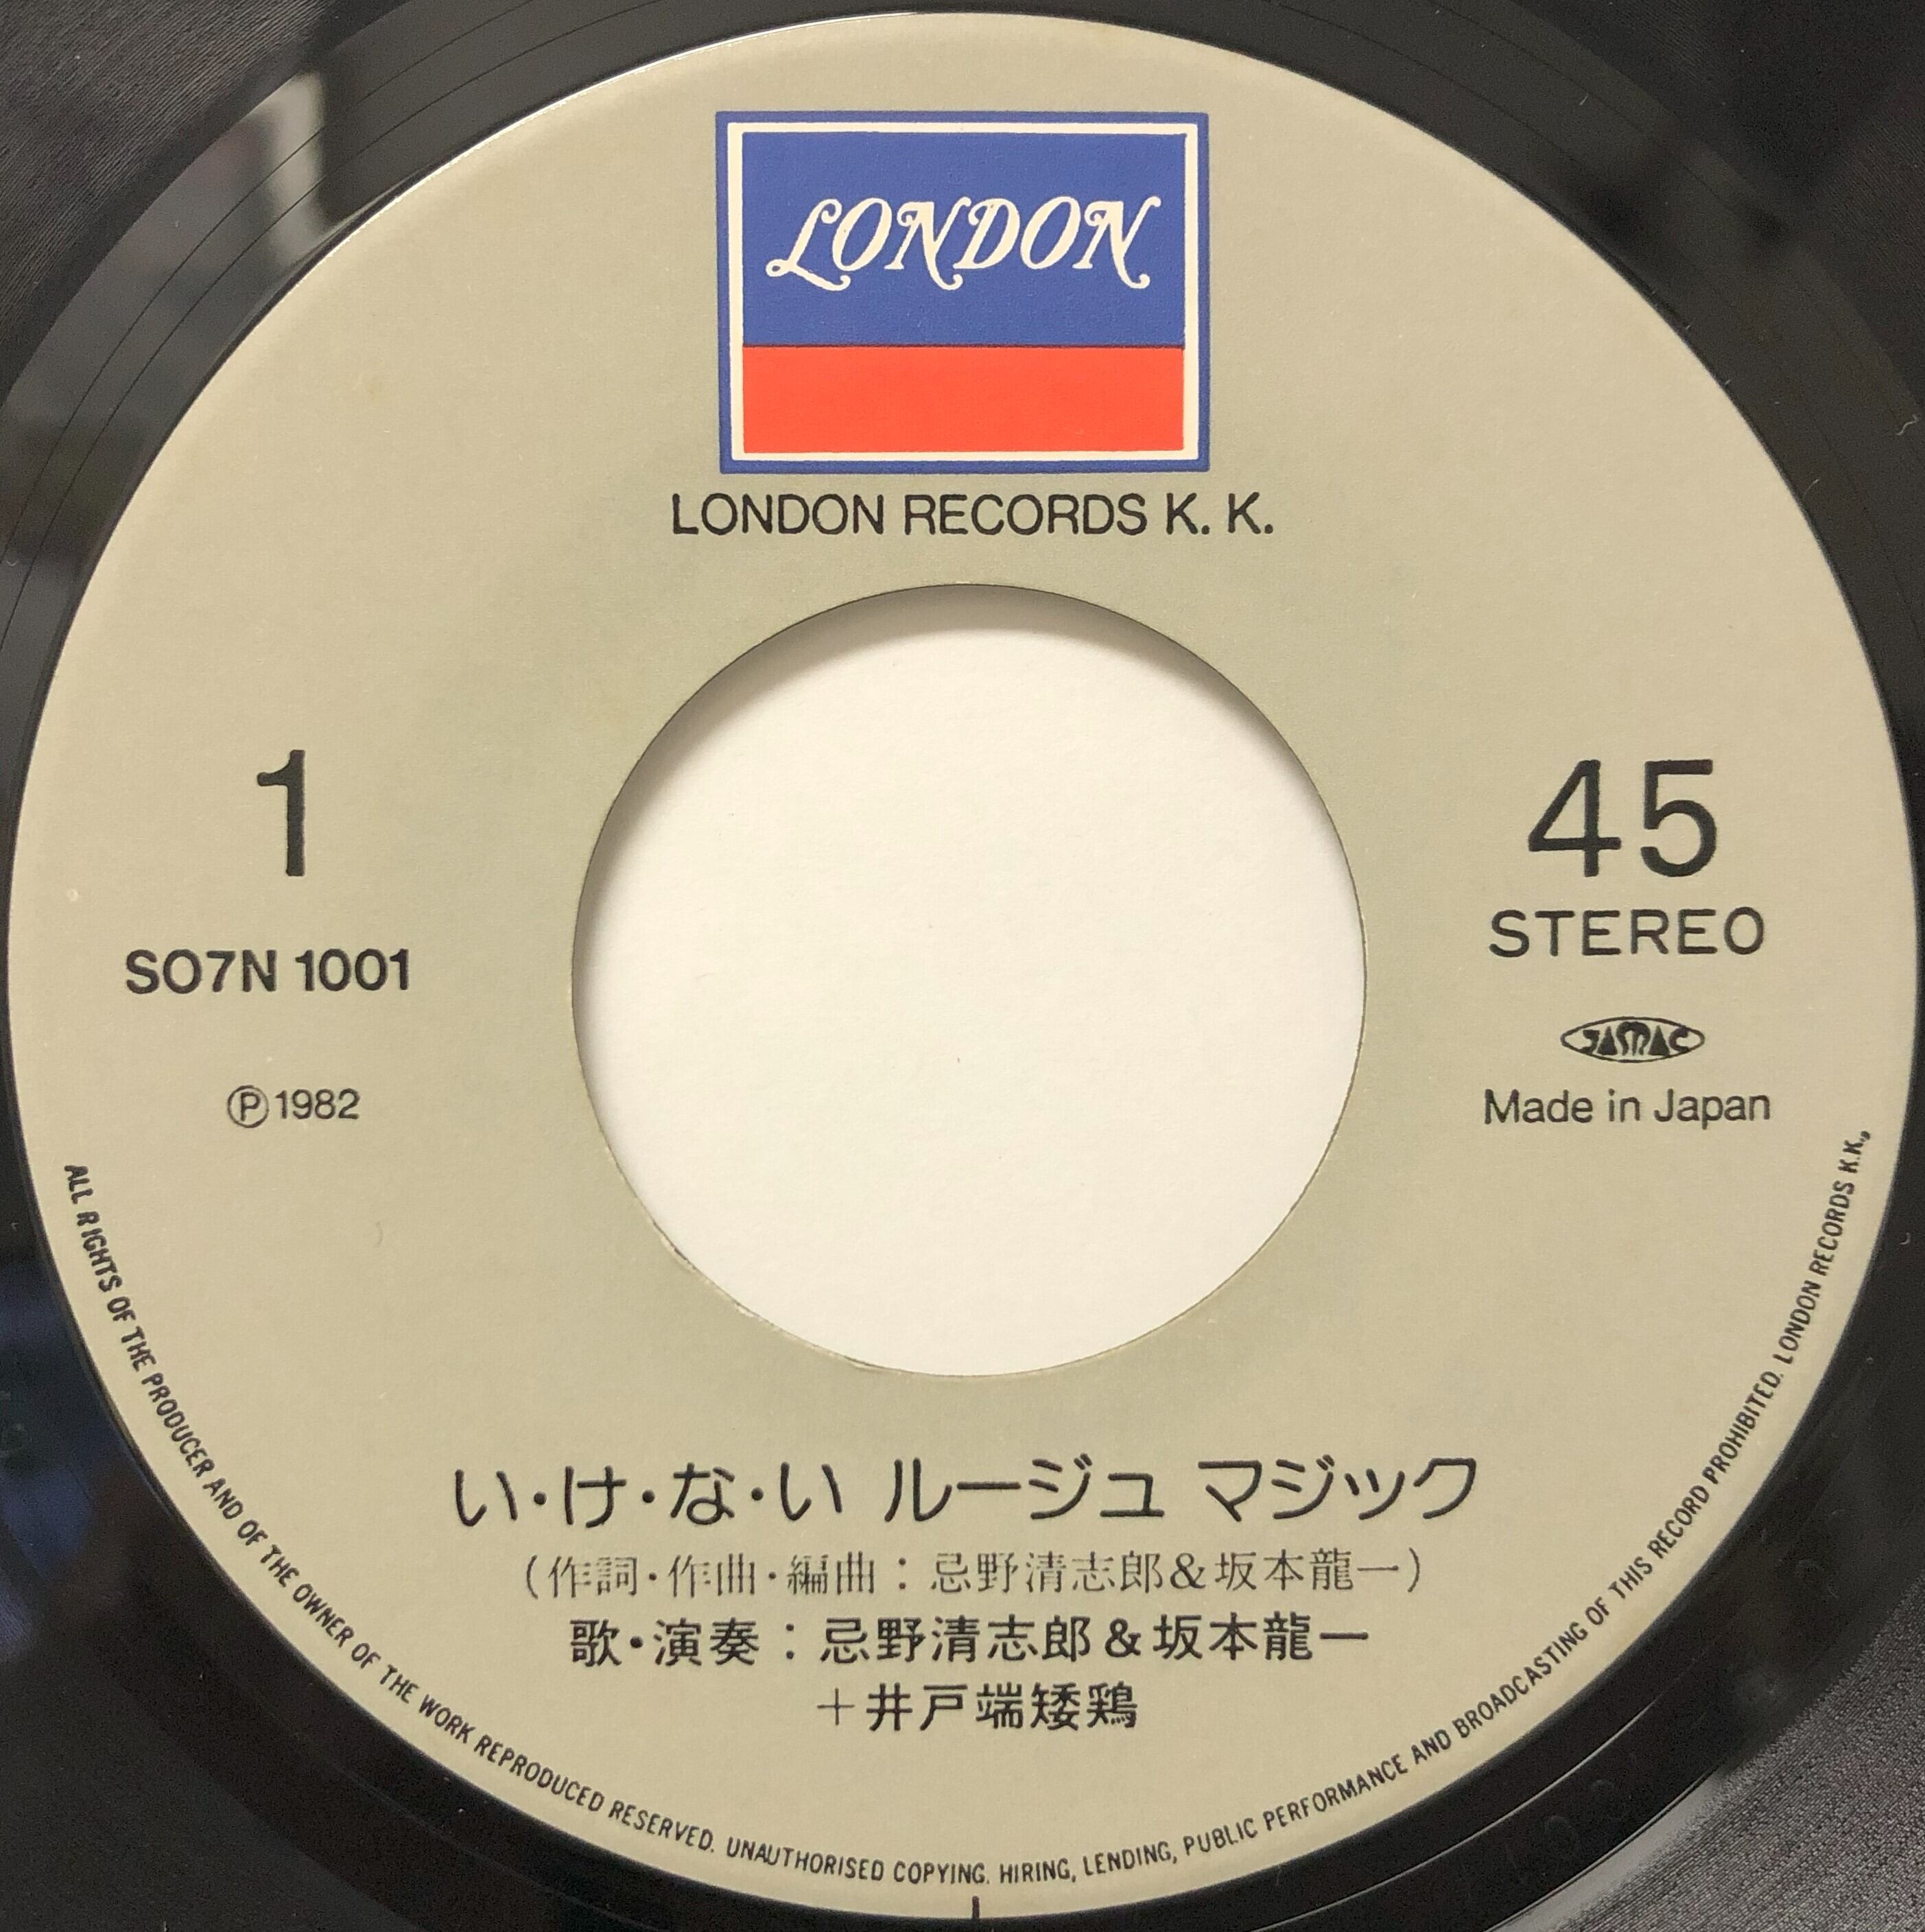 LONDON
LONDON RECORDS K. K.
1
45
STEREO
SO7N 1001
JASRAC
Ⓟ1982
Made in Japan
い・け・な・い ルージュ マジック
(作詞・作曲・編曲：忌野清志郎&坂本龍一)
歌・演奏：忌野清志郎&坂本龍一
＋井戸端矮鶏
ALL RIGHTS OF THE PRODUCER AND OF THE OWNER OF THE WORK REPRODUCED RESERVED. UNAUTHORISED COPYING. HIRING, LENDING, PUBLIC PERFORMANCE AND BROADCASTING OF THIS RECORD PROHIBITED. LONDON RECORDS K.K.,